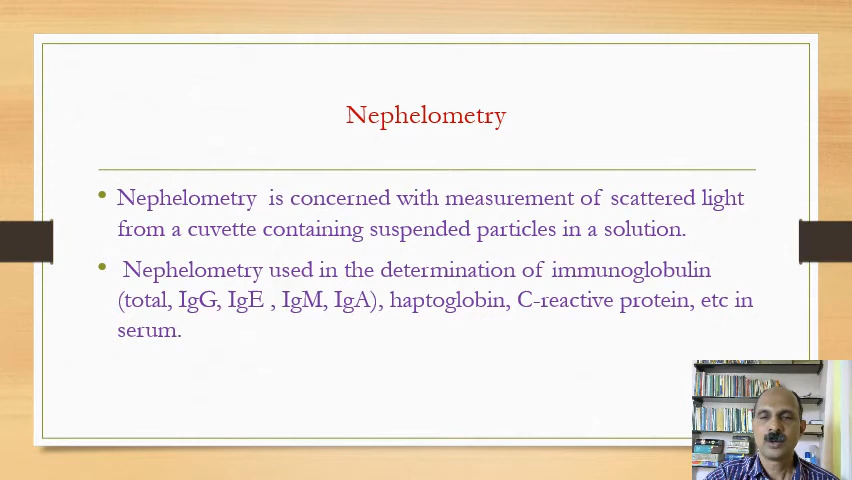 Nephelometry
• Nephelometry is concerned with measurement of scattered light
from a cuvette containing suspended particles in a solution.
• Nephelometry used in the determination of immunoglobulin
(total, IgG, IgE , IgM, IgA), haptoglobin, C-reactive protein, etc in
serum.